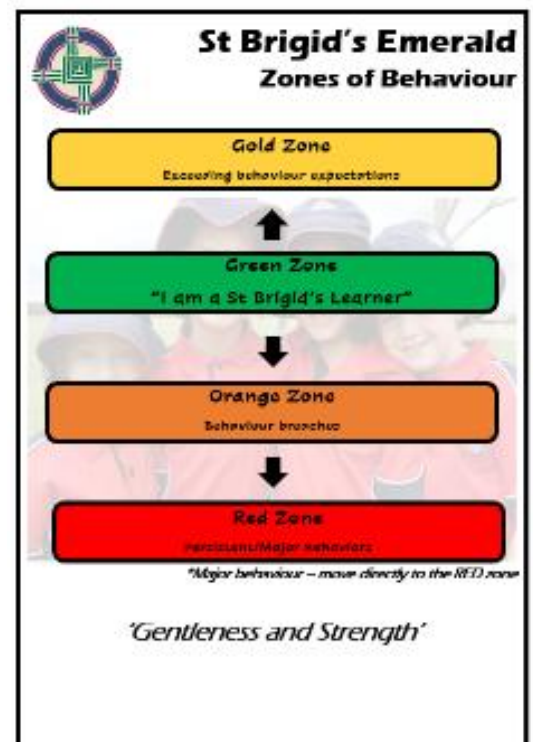 St Brigid's Emerald
Zones of Behaviour
Gold Zone
Exceeding behaviour expectations
Green Zone
"I am a St Brigid's Learner"
Orange Zone
Behaviour breaches
Red Zone
Persistent/Major behaviors
*Major behaviour – move directly to the RED zone
'Gentleness and Strength'